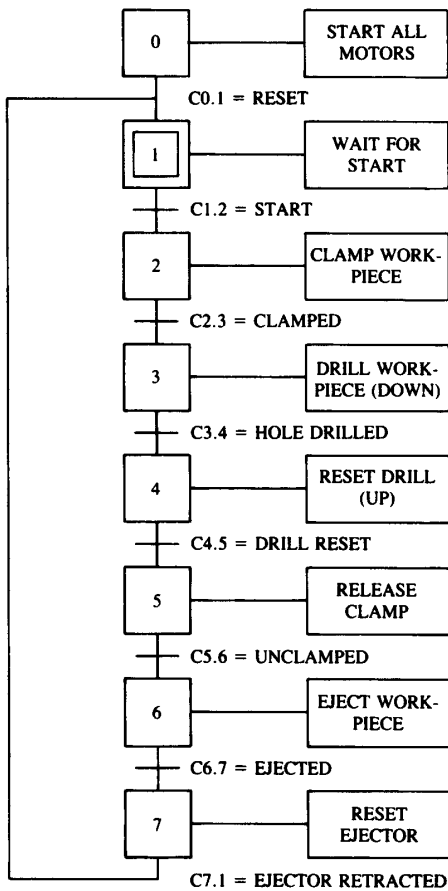 0
START ALL
MOTORS
C0.1 = RESET
1
WAIT FOR
START
C1.2 = START
2
CLAMP WORK-
PIECE
C2.3 = CLAMPED
3
DRILL WORK-
PIECE (DOWN)
C3.4 = HOLE DRILLED
4
RESET DRILL
(UP)
C4.5 = DRILL RESET
5
RELEASE
CLAMP
C5.6 = UNCLAMPED
6
EJECT WORK-
PIECE
C6.7 = EJECTED
7
RESET
EJECTOR
C7.1 = EJECTOR RETRACTED